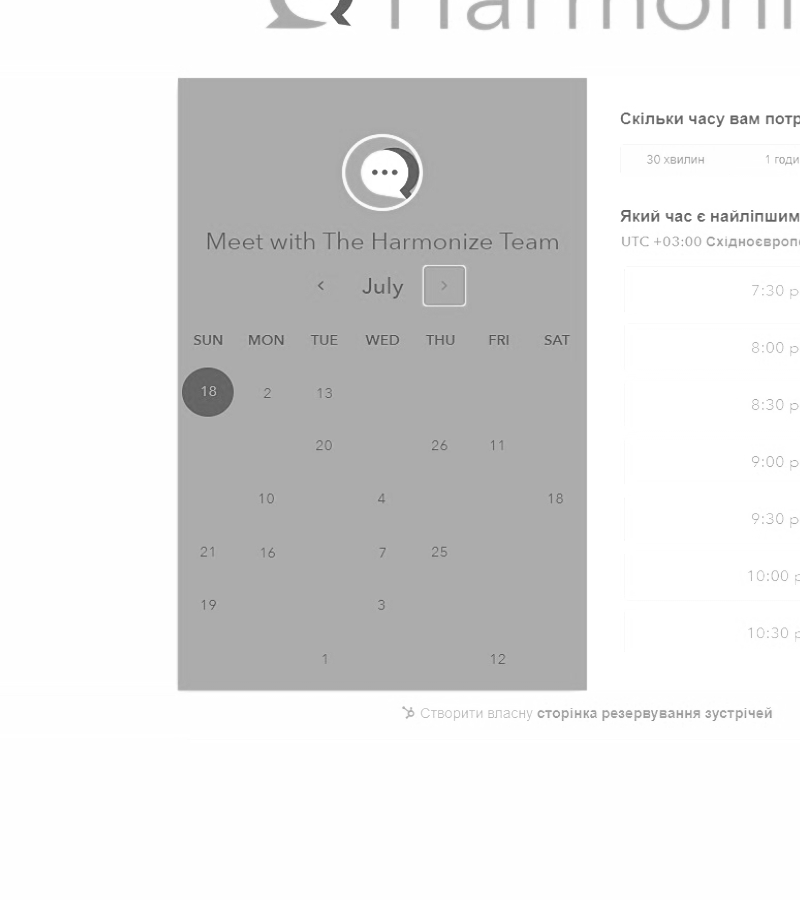 Harmoni
Meet with The Harmonize Team
July
SUN MON TUE WED THU FRI SAT
18 2 13
20 26 11
10 4 18
21 16 7 25
19 3
1 12
Скільки часу вам потр
30 хвилин 1 годи
Який час є найліпшим
UTC +03:00 Східноєвропе
7:30 p
8:00 p
8:30 p
9:00 p
9:30 p
10:00 p
10:30 p
Створити власну сторінка резервування зустрічей